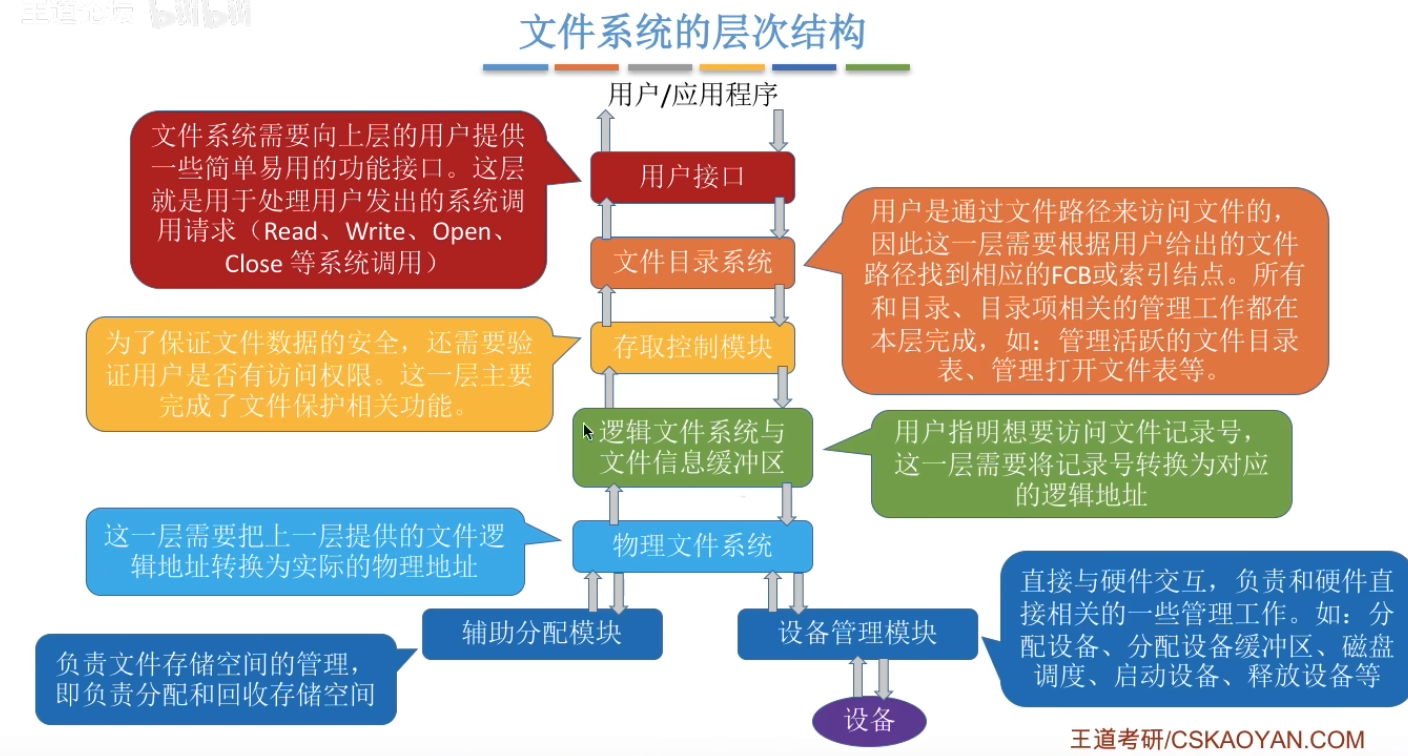 王道论坛 bilibili
文件系统的层次结构
用户/应用程序
文件系统需要向上层的用户提供
一些简单易用的功能接口。这层
就是用于处理用户发出的系统调
用请求（Read、Write、Open、
Close 等系统调用）
用户接口
文件目录系统
用户是通过文件路径来访问文件的，
因此这一层需要根据用户给出的文件
路径找到相应的FCB或索引结点。所有
和目录、目录项相关的管理工作都在
本层完成，如：管理活跃的文件目录
表、管理打开文件表等。
为了保证文件数据的安全，还需要验
证用户是否有访问权限。这一层主要
完成了文件保护相关功能。
存取控制模块
逻辑文件系统与
文件信息缓冲区
用户指明想要访问文件记录号，
这一层需要将记录号转换为对应
的逻辑地址
这一层需要把上一层提供的文件逻
辑地址转换为实际的物理地址
物理文件系统
辅助分配模块
设备管理模块
直接与硬件交互，负责和硬件直
接相关的一些管理工作。如：分
配设备、分配设备缓冲区、磁盘
调度、启动设备、释放设备等
负责文件存储空间的管理，
即负责分配和回收存储空间
设备
王道考研/CSKAOYAN.COM